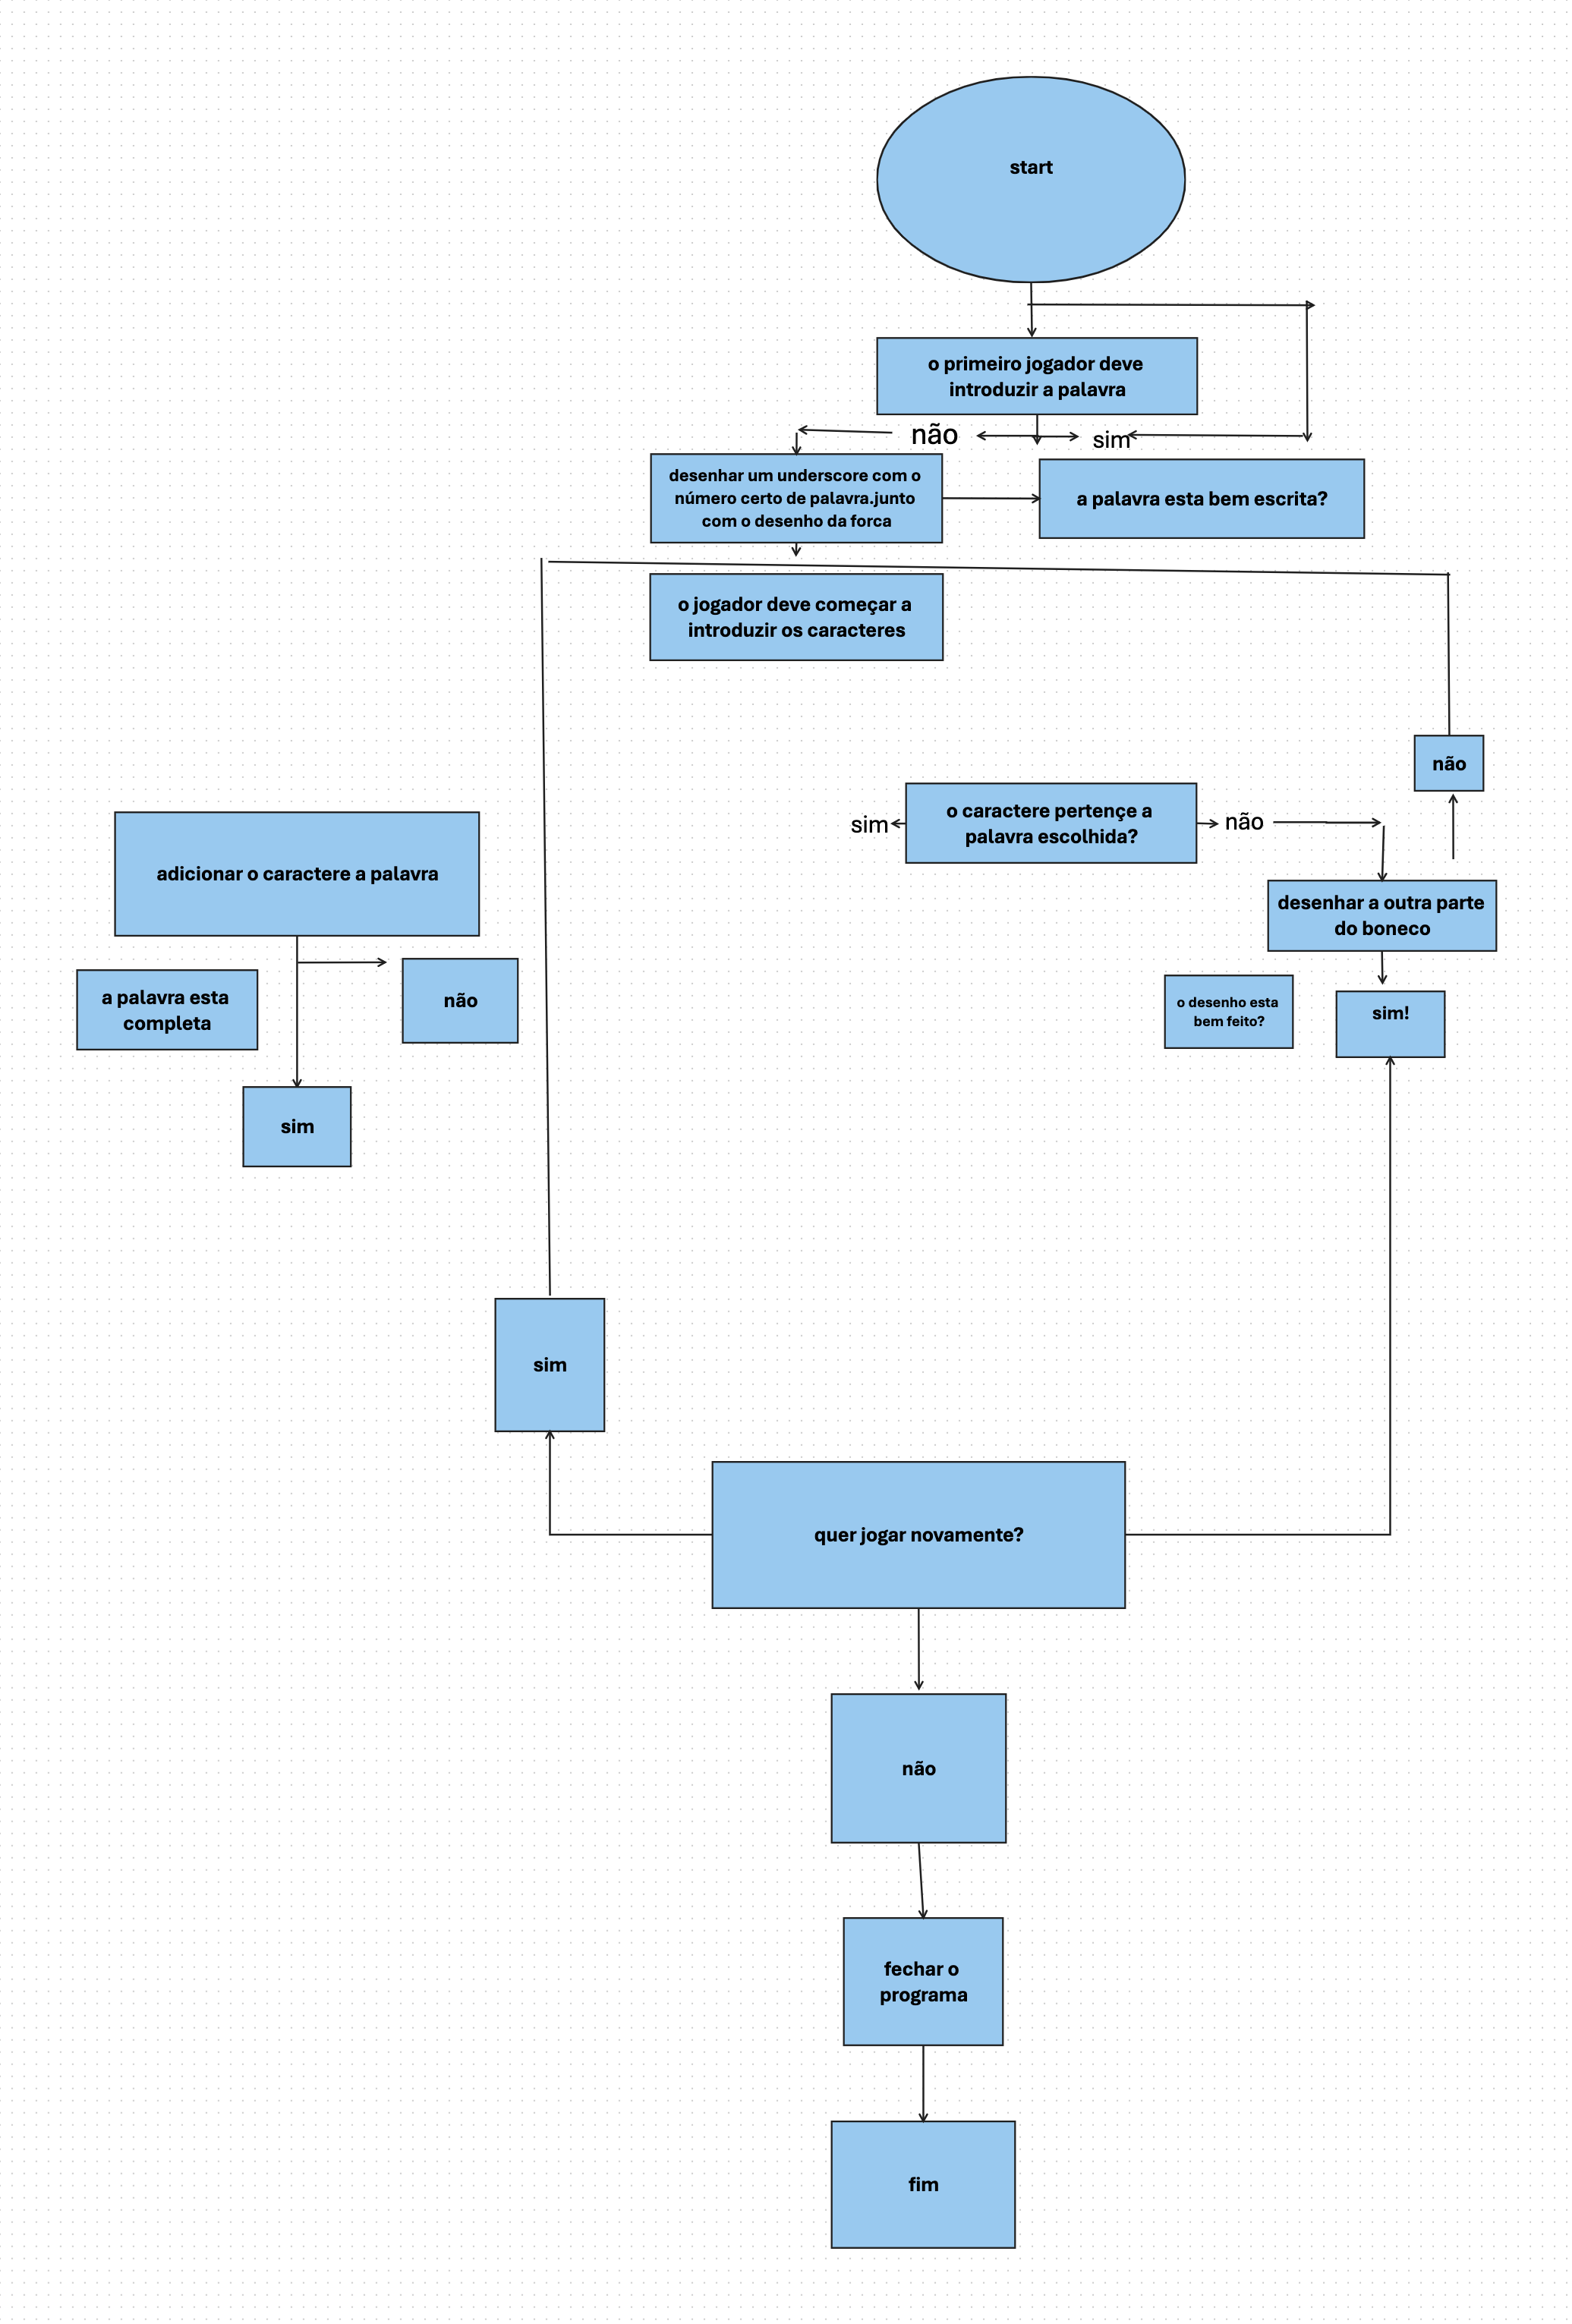 start
o primeiro jogador deve
introduzir a palavra
não
sim
desenhar um underscore com o
número certo de palavra.junto
com o desenho da forca
a palavra esta bem escrita?
o jogador deve começar a
introduzir os caracteres
não
sim
o caractere pertençe a
palavra escolhida?
não
adicionar o caractere a palavra
desenhar a outra parte
do boneco
a palavra esta
completa
não
o desenho esta
bem feito?
sim!
sim
sim
quer jogar novamente?
não
fechar o
programa
fim